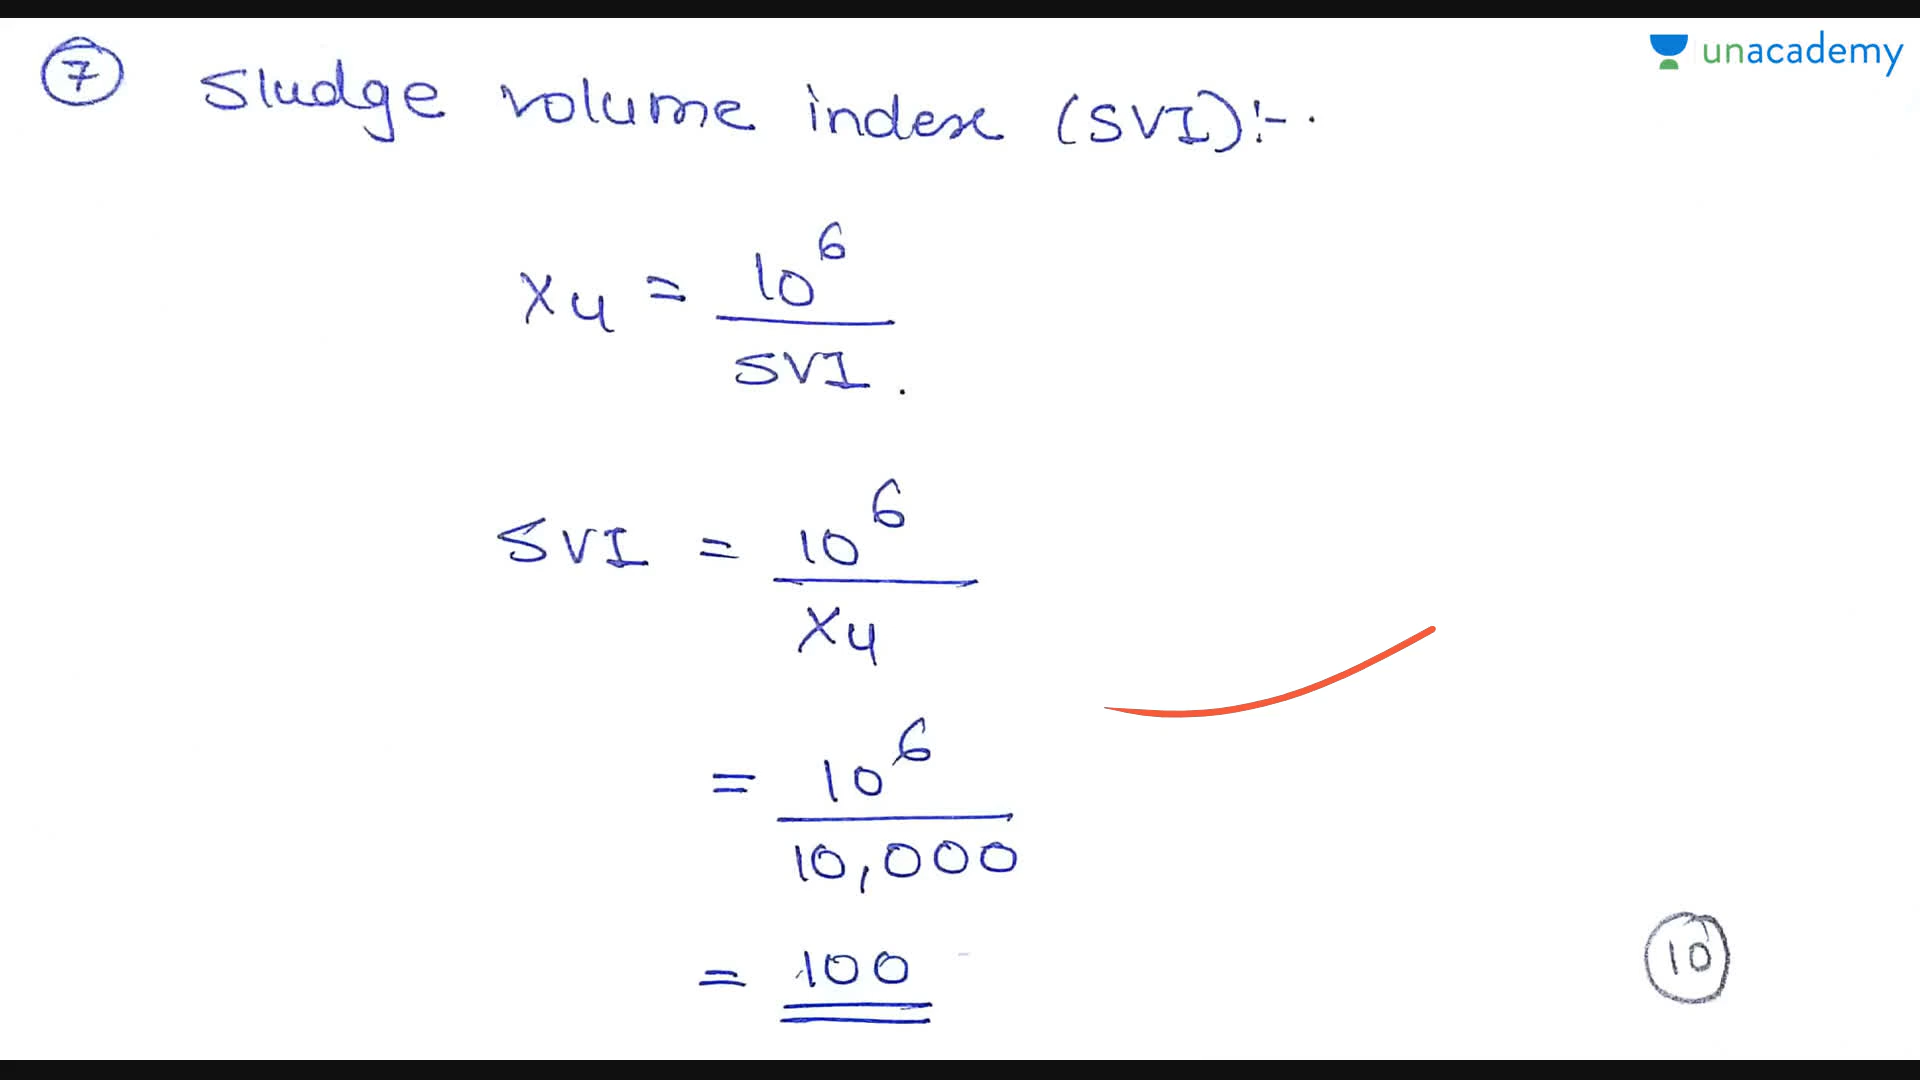 unacademy
7 Sludge volume index (SVI):- .
Xu = 10^6 / SVI .
SVI = 10^6 / Xu
= 10^6 / 10,000
= 100
10